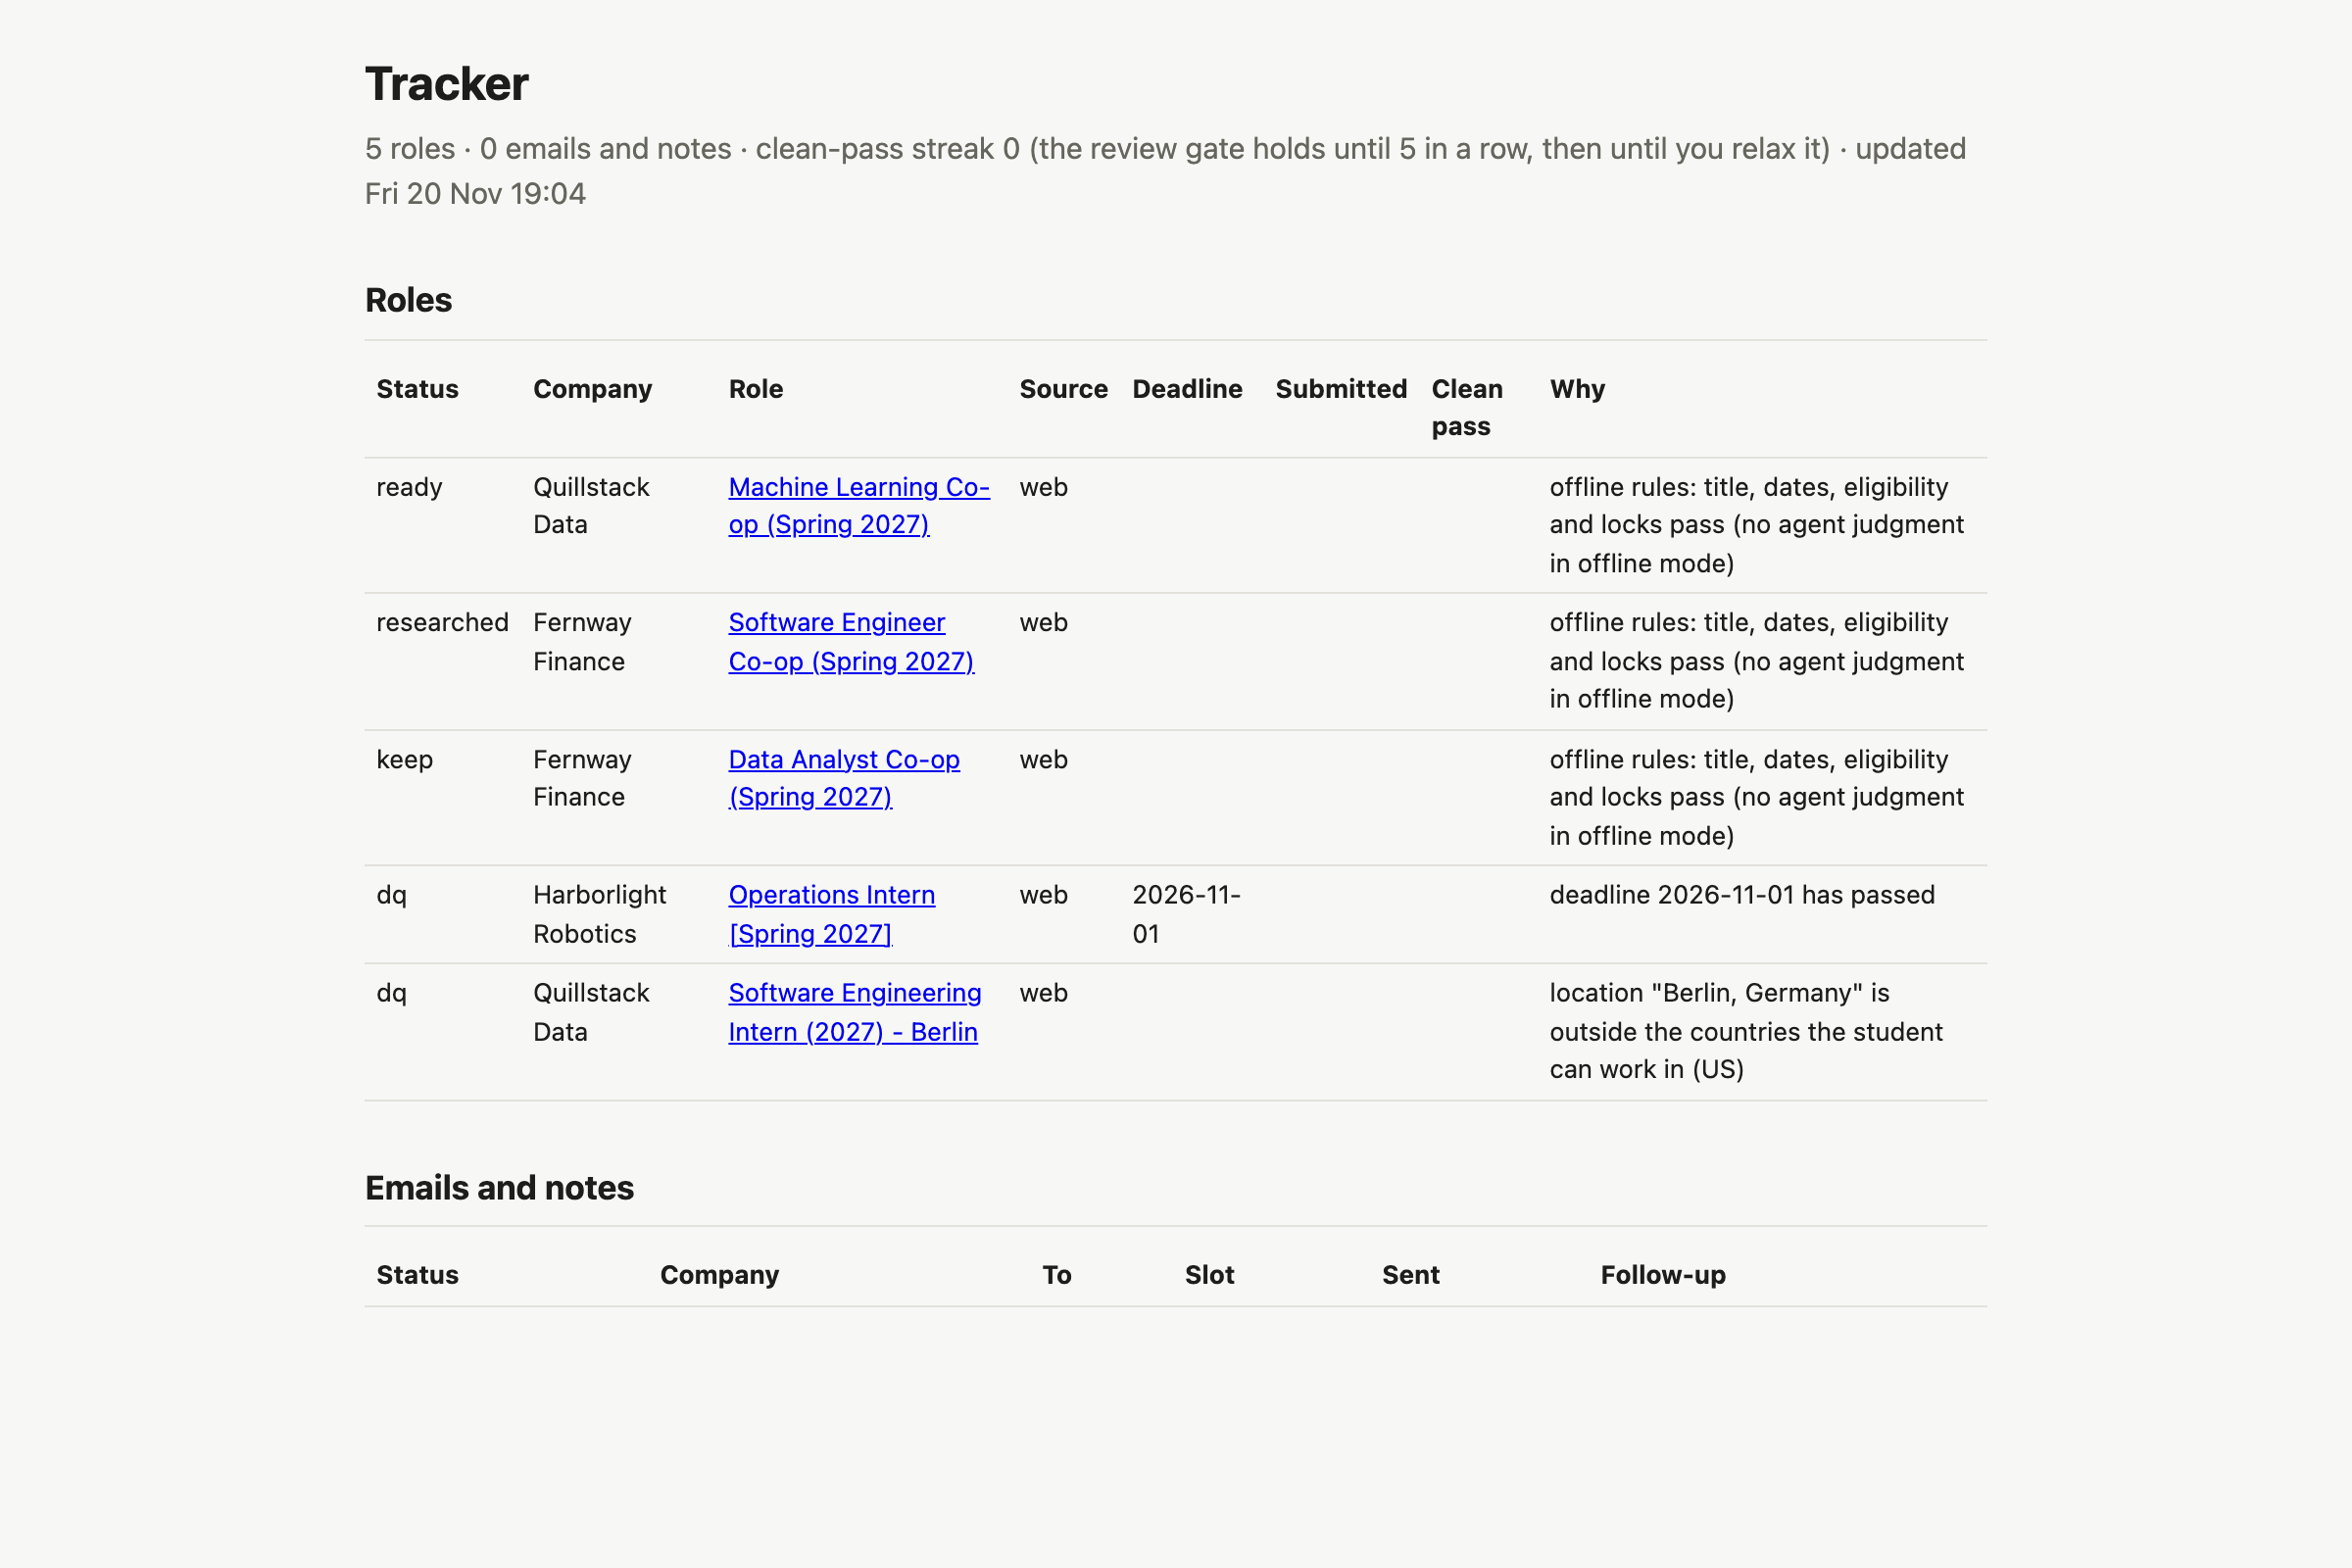 Tracker
5 roles · 0 emails and notes · clean-pass streak 0 (the review gate holds until 5 in a row, then until you relax it) · updated
Fri 20 Nov 19:04
Roles
Status Company Role Source Deadline Submitted Clean pass Why
ready Quillstack Data Machine Learning Co-op (Spring 2027) web offline rules: title, dates, eligibility and locks pass (no agent judgment in offline mode)
researched Fernway Finance Software Engineer Co-op (Spring 2027) web offline rules: title, dates, eligibility and locks pass (no agent judgment in offline mode)
keep Fernway Finance Data Analyst Co-op (Spring 2027) web offline rules: title, dates, eligibility and locks pass (no agent judgment in offline mode)
dq Harborlight Robotics Operations Intern [Spring 2027] web 2026-11-01 deadline 2026-11-01 has passed
dq Quillstack Data Software Engineering Intern (2027) - Berlin web location "Berlin, Germany" is outside the countries the student can work in (US)
Emails and notes
Status Company To Slot Sent Follow-up